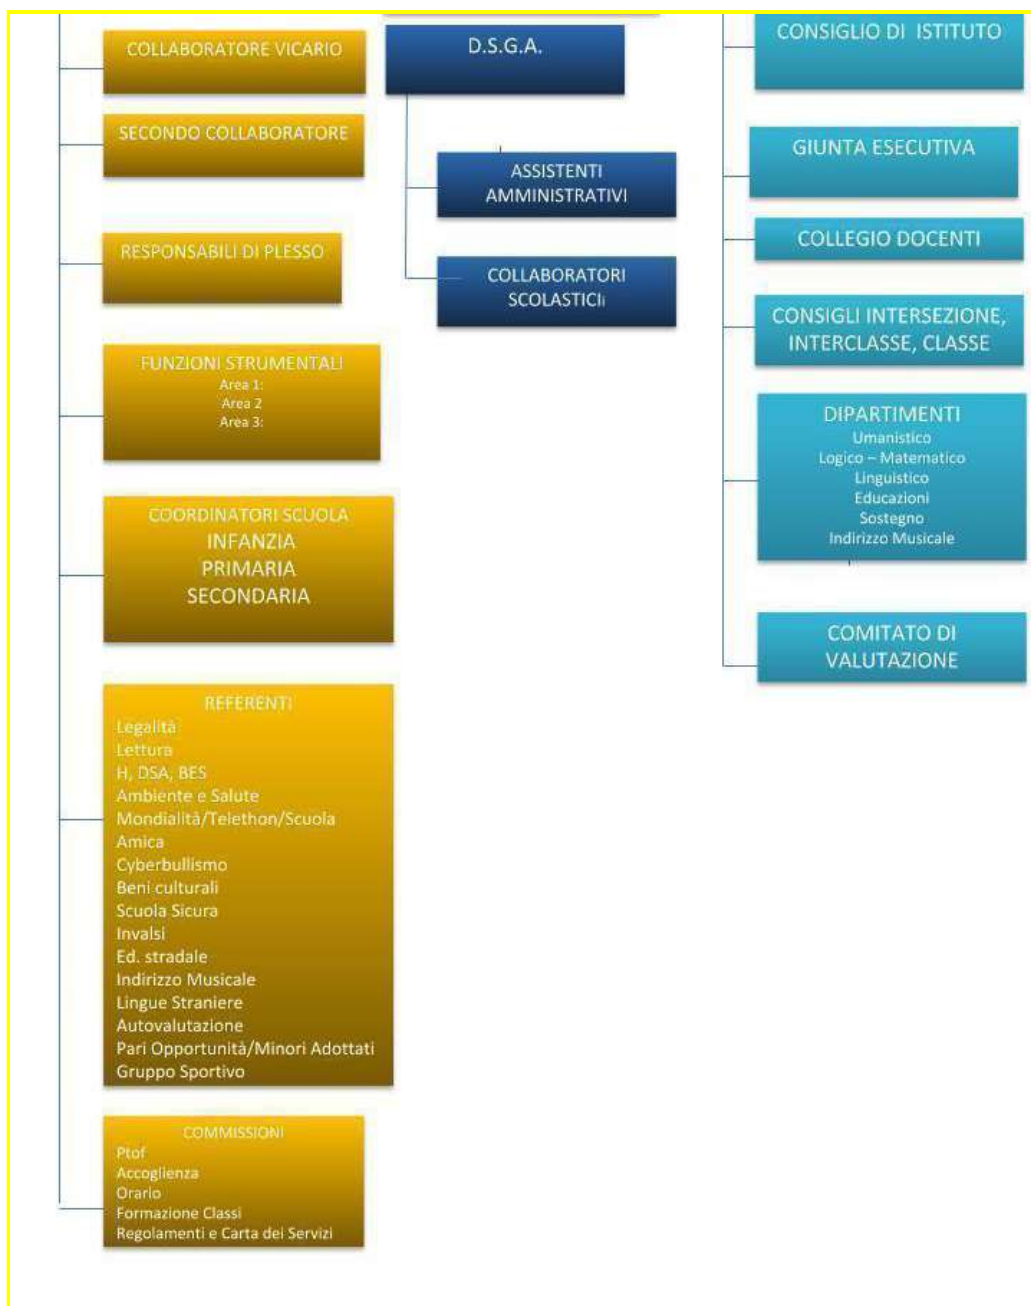 COLLABORATORE VICARIO
SECONDO COLLABORATORE
RESPONSABILI DI PLESSO
FUNZIONI STRUMENTALI
Area 1:
Area 2
Area 3:
COORDINATORI SCUOLA
INFANZIA
PRIMARIA
SECONDARIA
REFERENTI
Legalità
Lettura
H, DSA, BES
Ambiente e Salute
Mondialità/Telethon/Scuola
Amica
Cyberbullismo
Beni culturali
Scuola Sicura
Invalsi
Ed. stradale
Indirizzo Musicale
Lingue Straniere
Autovalutazione
Pari Opportunità/Minori Adottati
Gruppo Sportivo
COMMISSIONI
Ptof
Accoglienza
Orario
Formazione Classi
Regolamenti e Carta dei Servizi
D.S.G.A.
ASSISTENTI
AMMINISTRATIVI
COLLABORATORI
SCOLASTICIi
CONSIGLIO DI ISTITUTO
GIUNTA ESECUTIVA
COLLEGIO DOCENTI
CONSIGLI INTERSEZIONE,
INTERCLASSE, CLASSE
DIPARTIMENTI
Umanistico
Logico – Matematico
Linguistico
Educazioni
Sostegno
Indirizzo Musicale
COMITATO DI
VALUTAZIONE